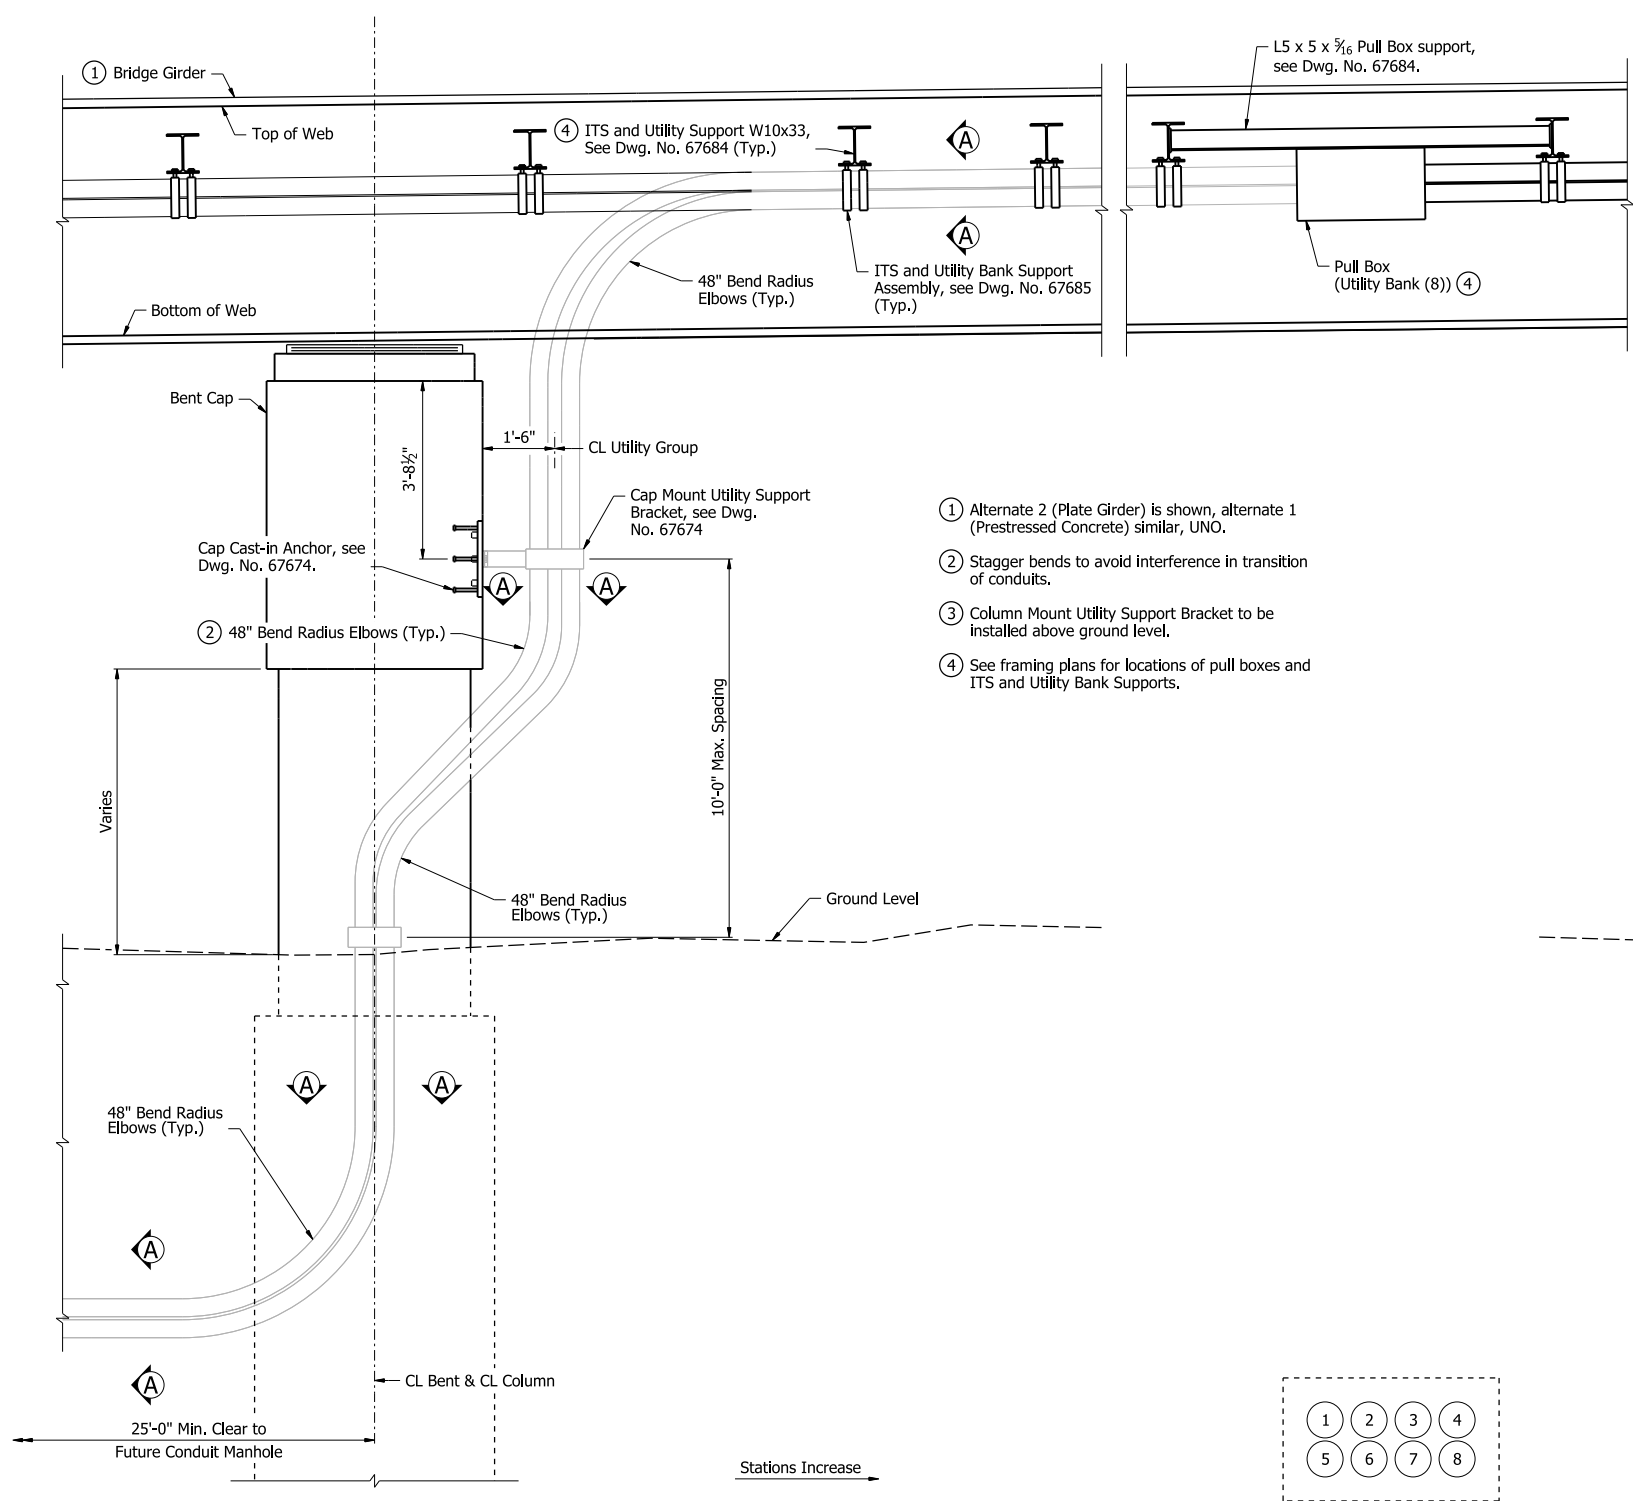 L5 x 5 x 5⁄16 Pull Box support,
see Dwg. No. 67684.
1 Bridge Girder
Top of Web
4 ITS and Utility Support W10x33,
See Dwg. No. 67684 (Typ.)
A
A
48" Bend Radius
Elbows (Typ.)
ITS and Utility Bank Support
Assembly, see Dwg. No. 67685
(Typ.)
Pull Box
(Utility Bank (8)) 4
Bottom of Web
Bent Cap
3'-8½"
1'-6"
CL Utility Group
Cap Mount Utility Support
Bracket, see Dwg.
No. 67674
Cap Cast-in Anchor, see
Dwg. No. 67674.
A
A
2 48" Bend Radius Elbows (Typ.)
1 Alternate 2 (Plate Girder) is shown, alternate 1
(Prestressed Concrete) similar, UNO.
2 Stagger bends to avoid interference in transition
of conduits.
3 Column Mount Utility Support Bracket to be
installed above ground level.
4 See framing plans for locations of pull boxes and
ITS and Utility Bank Supports.
Varies
10'-0" Max. Spacing
48" Bend Radius
Elbows (Typ.)
Ground Level
A
A
48" Bend Radius
Elbows (Typ.)
A
A
CL Bent & CL Column
25'-0" Min. Clear to
Future Conduit Manhole
Stations Increase
1 2 3 4
5 6 7 8